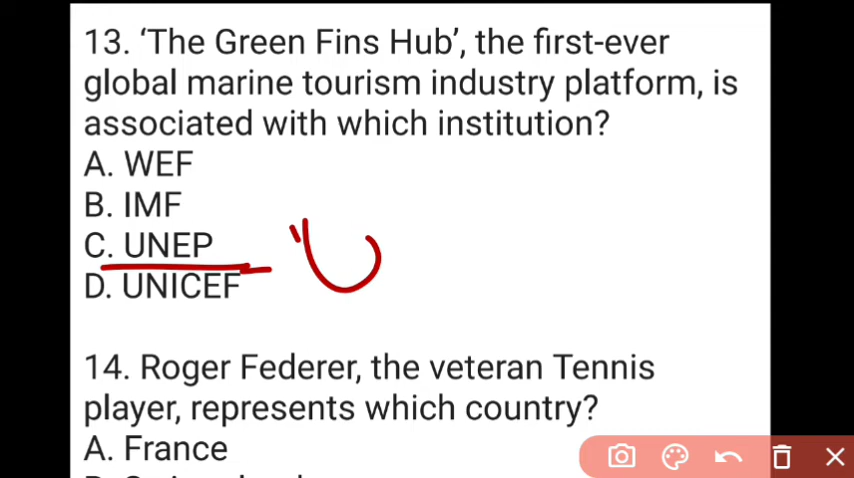 13. ‘The Green Fins Hub’, the first-ever
global marine tourism industry platform, is
associated with which institution?
A. WEF
B. IMF
C. UNEP
D. UNICEF
14. Roger Federer, the veteran Tennis
player, represents which country?
A. France